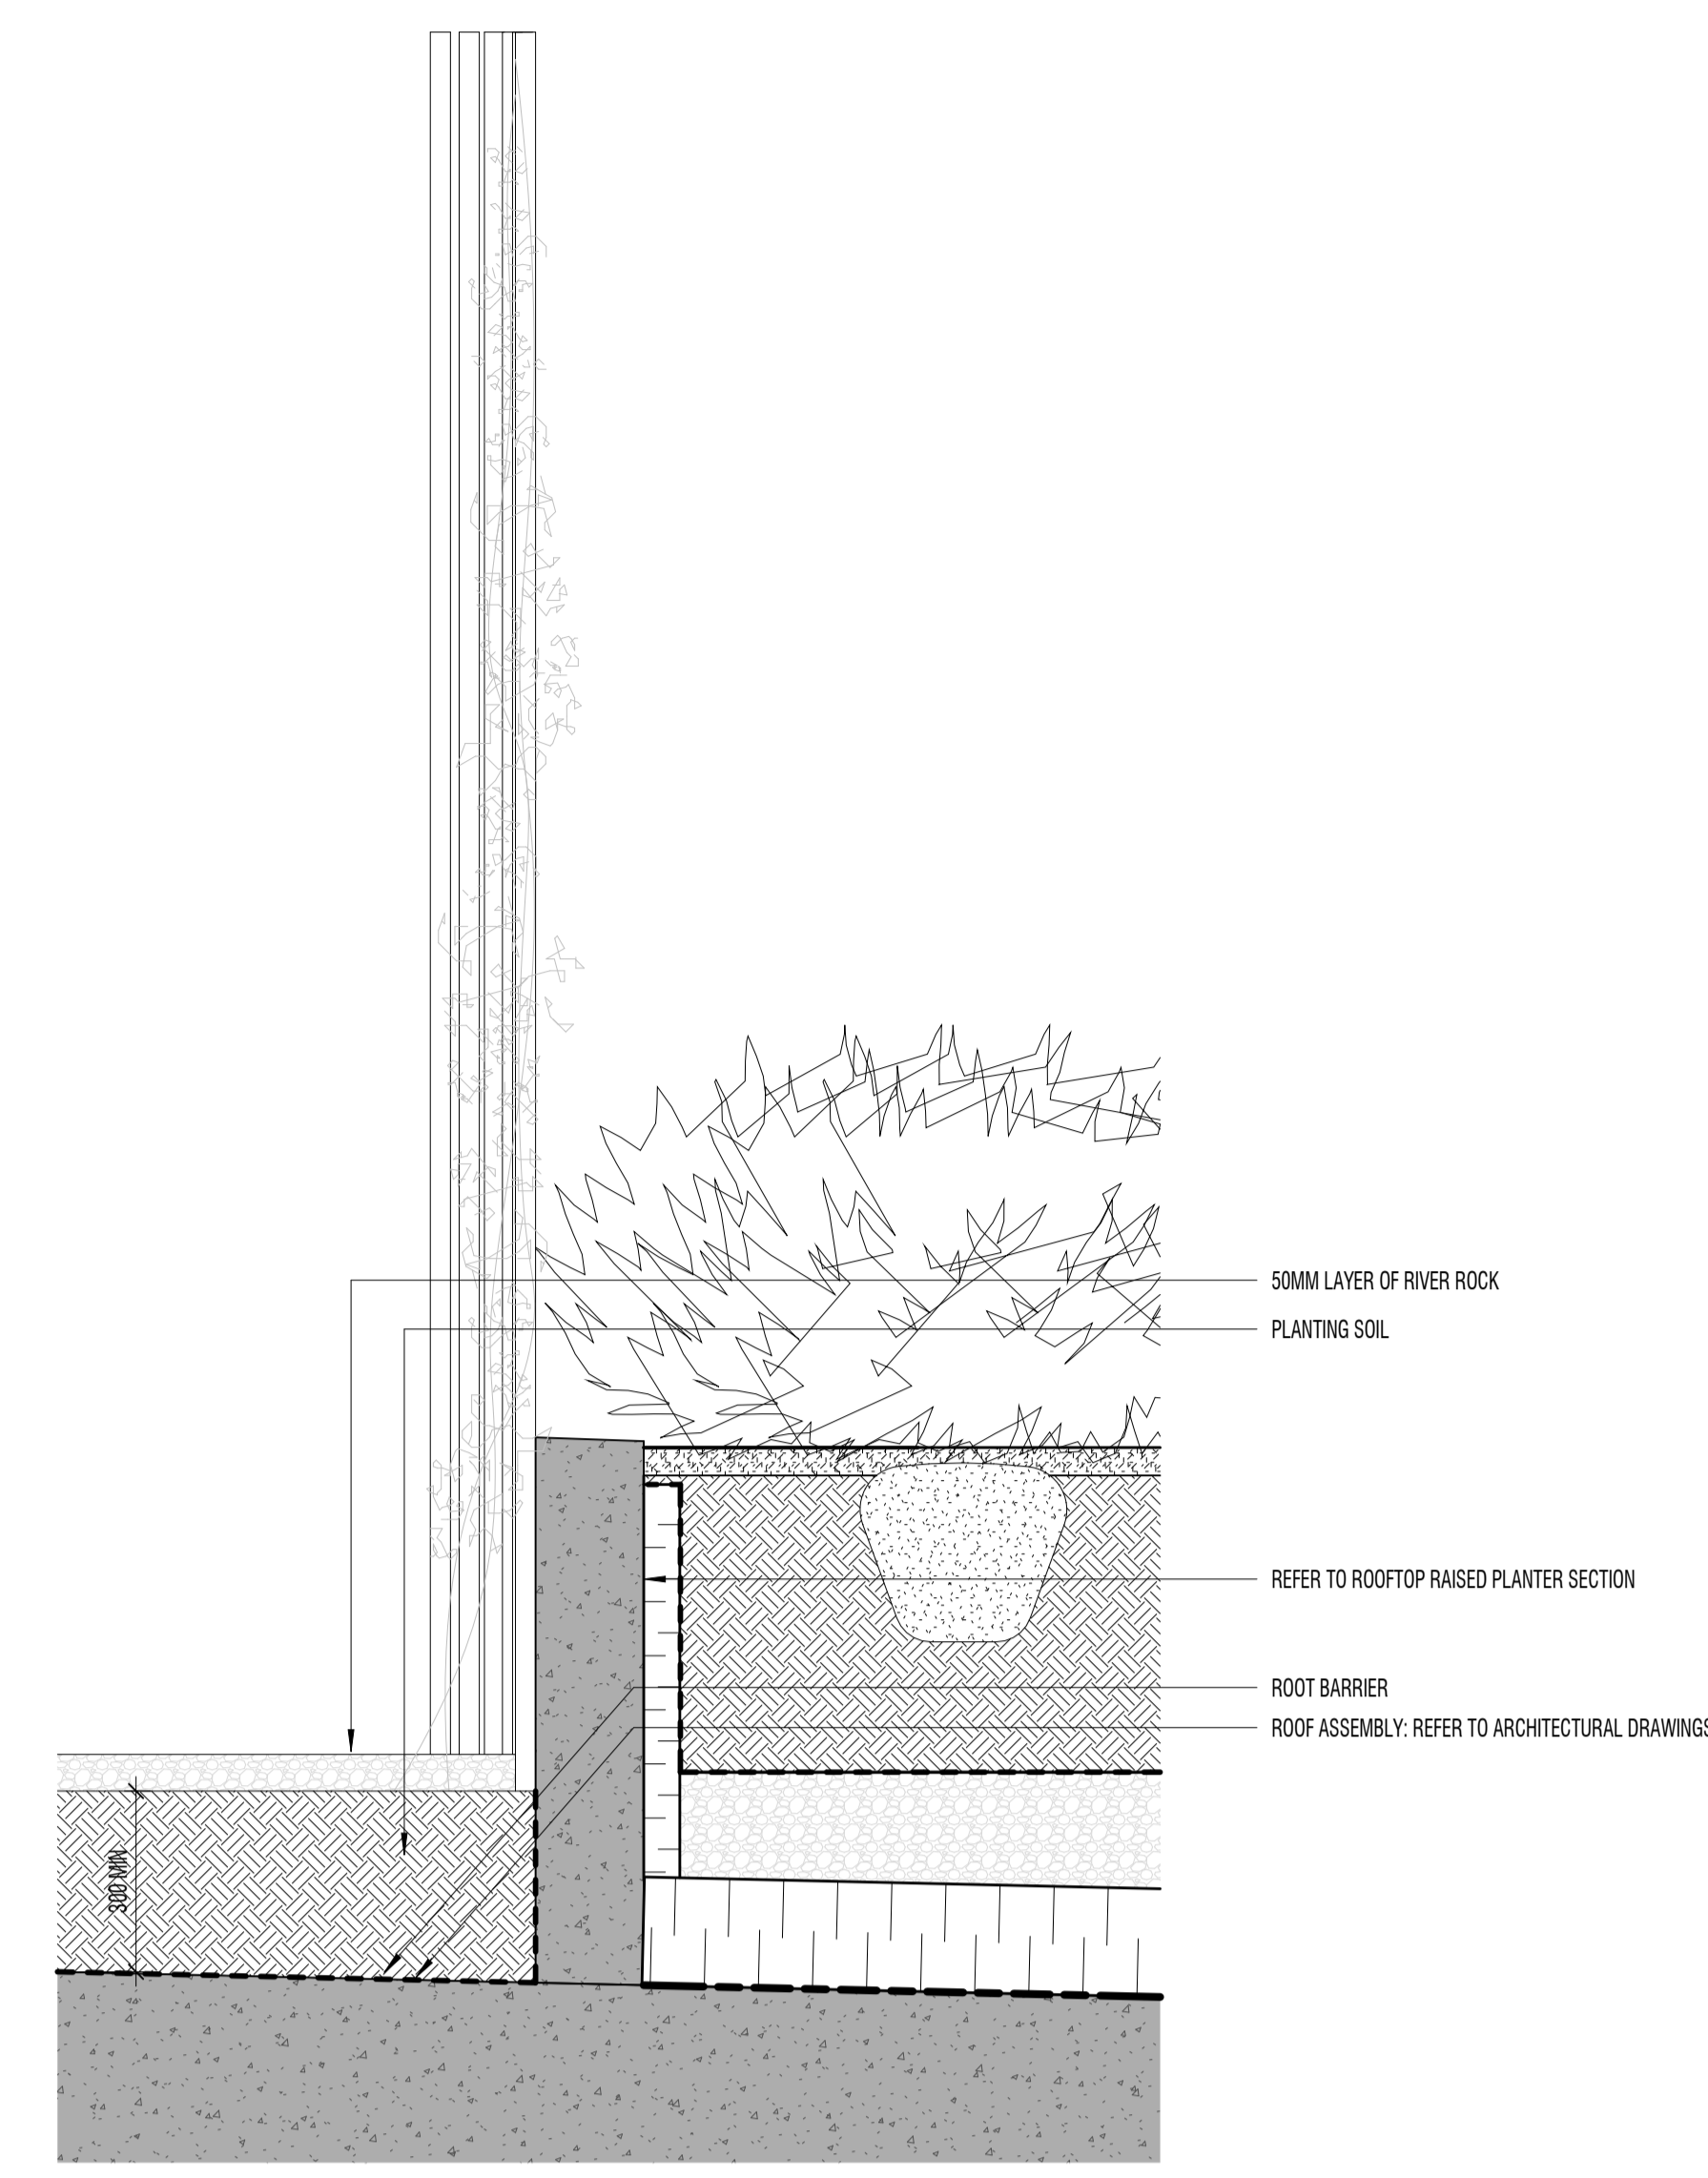 50MM LAYER OF RIVER ROCK
PLANTING SOIL
REFER TO ROOFTOP RAISED PLANTER SECTION
ROOT BARRIER
ROOF ASSEMBLY: REFER TO ARCHITECTURAL DRAWINGS
300 MIN